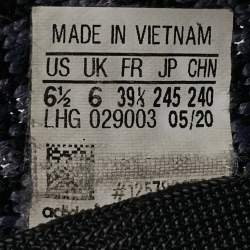 MADE IN VIETNAM
US UK FR JP CHN
6½ 6 39⅓ 245 240
LHG 029003 05/20